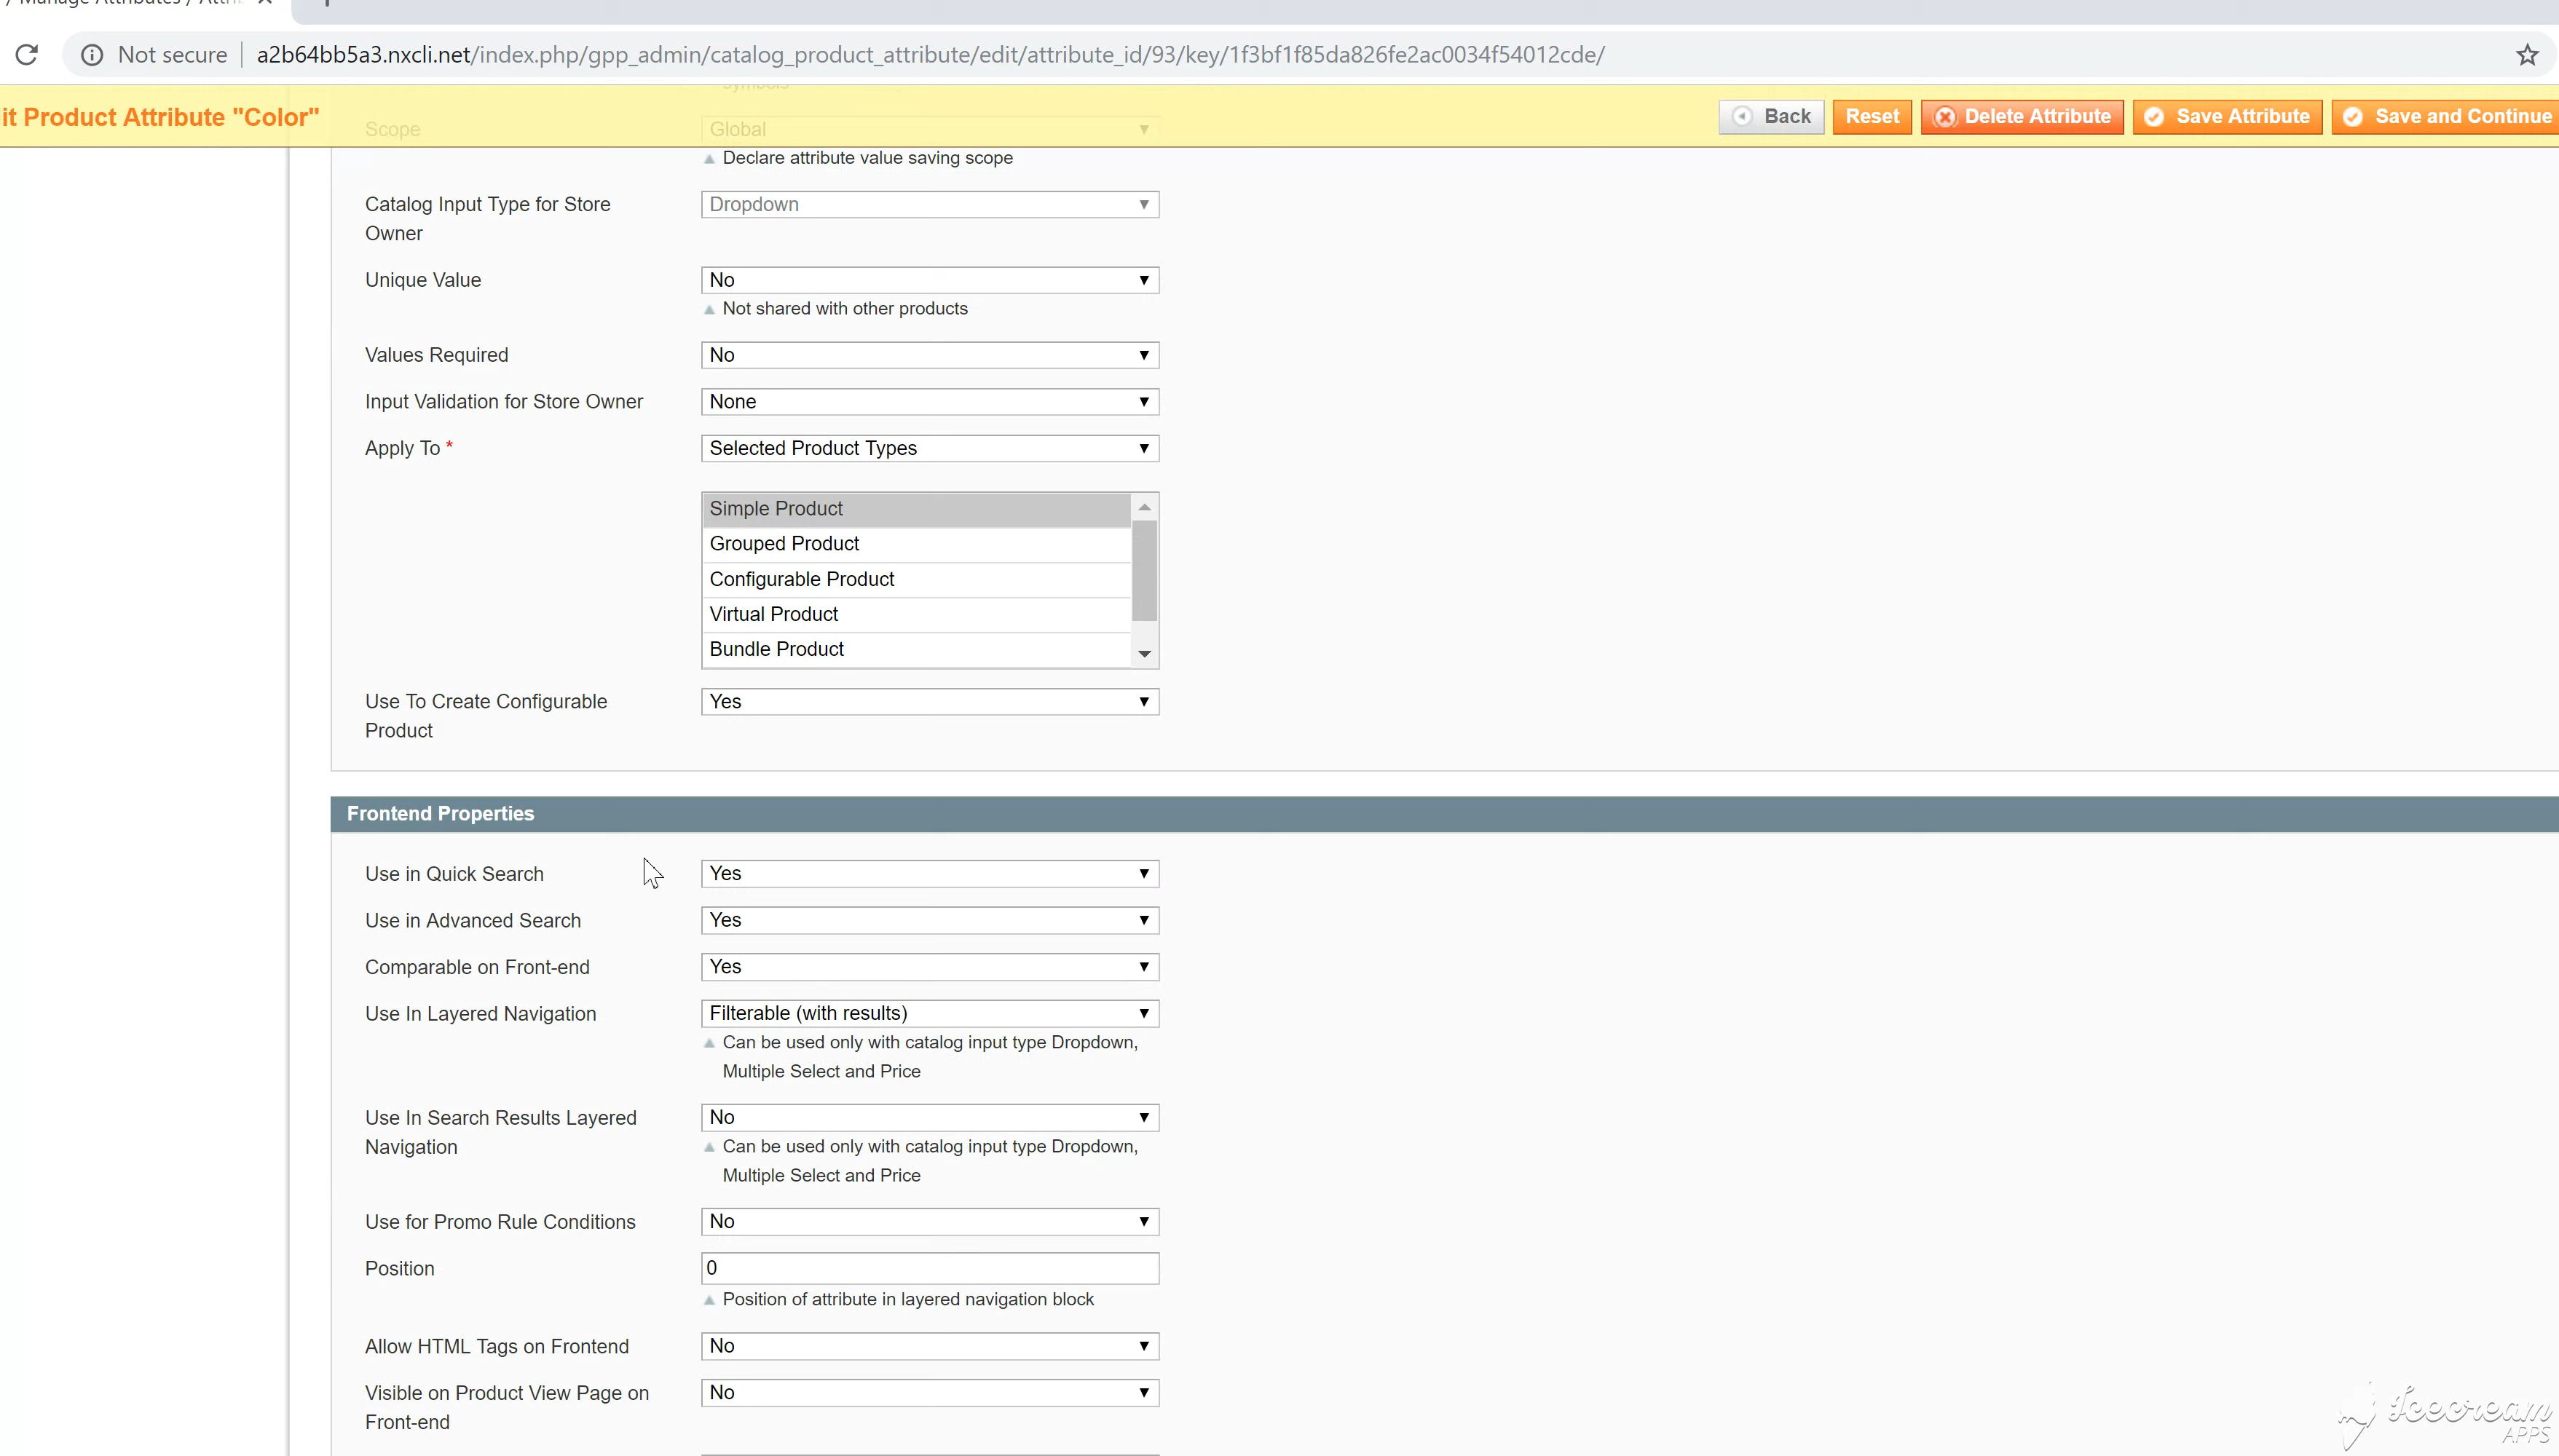 / Manage Attributes / Attri
Not secure a2b64bb5a3.nxcli.net/index.php/gpp_admin/catalog_product_attribute/edit/attribute_id/93/key/1f3bf1f85da826fe2ac0034f54012cde/
symbols
it Product Attribute "Color" Back Reset Delete Attribute Save Attribute Save and Continue
Scope Global
Declare attribute value saving scope
Catalog Input Type for Store Dropdown
Owner
Unique Value No
Not shared with other products
Values Required No
Input Validation for Store Owner None
Apply To * Selected Product Types
Simple Product
Grouped Product
Configurable Product
Virtual Product
Bundle Product
Use To Create Configurable Yes
Product
Frontend Properties
Use in Quick Search Yes
Use in Advanced Search Yes
Comparable on Front-end Yes
Use In Layered Navigation Filterable (with results)
Can be used only with catalog input type Dropdown,
Multiple Select and Price
Use In Search Results Layered No
Navigation Can be used only with catalog input type Dropdown,
Multiple Select and Price
Use for Promo Rule Conditions No
Position 0
Position of attribute in layered navigation block
Allow HTML Tags on Frontend No
Visible on Product View Page on No
Front-end
Icecream
APPS